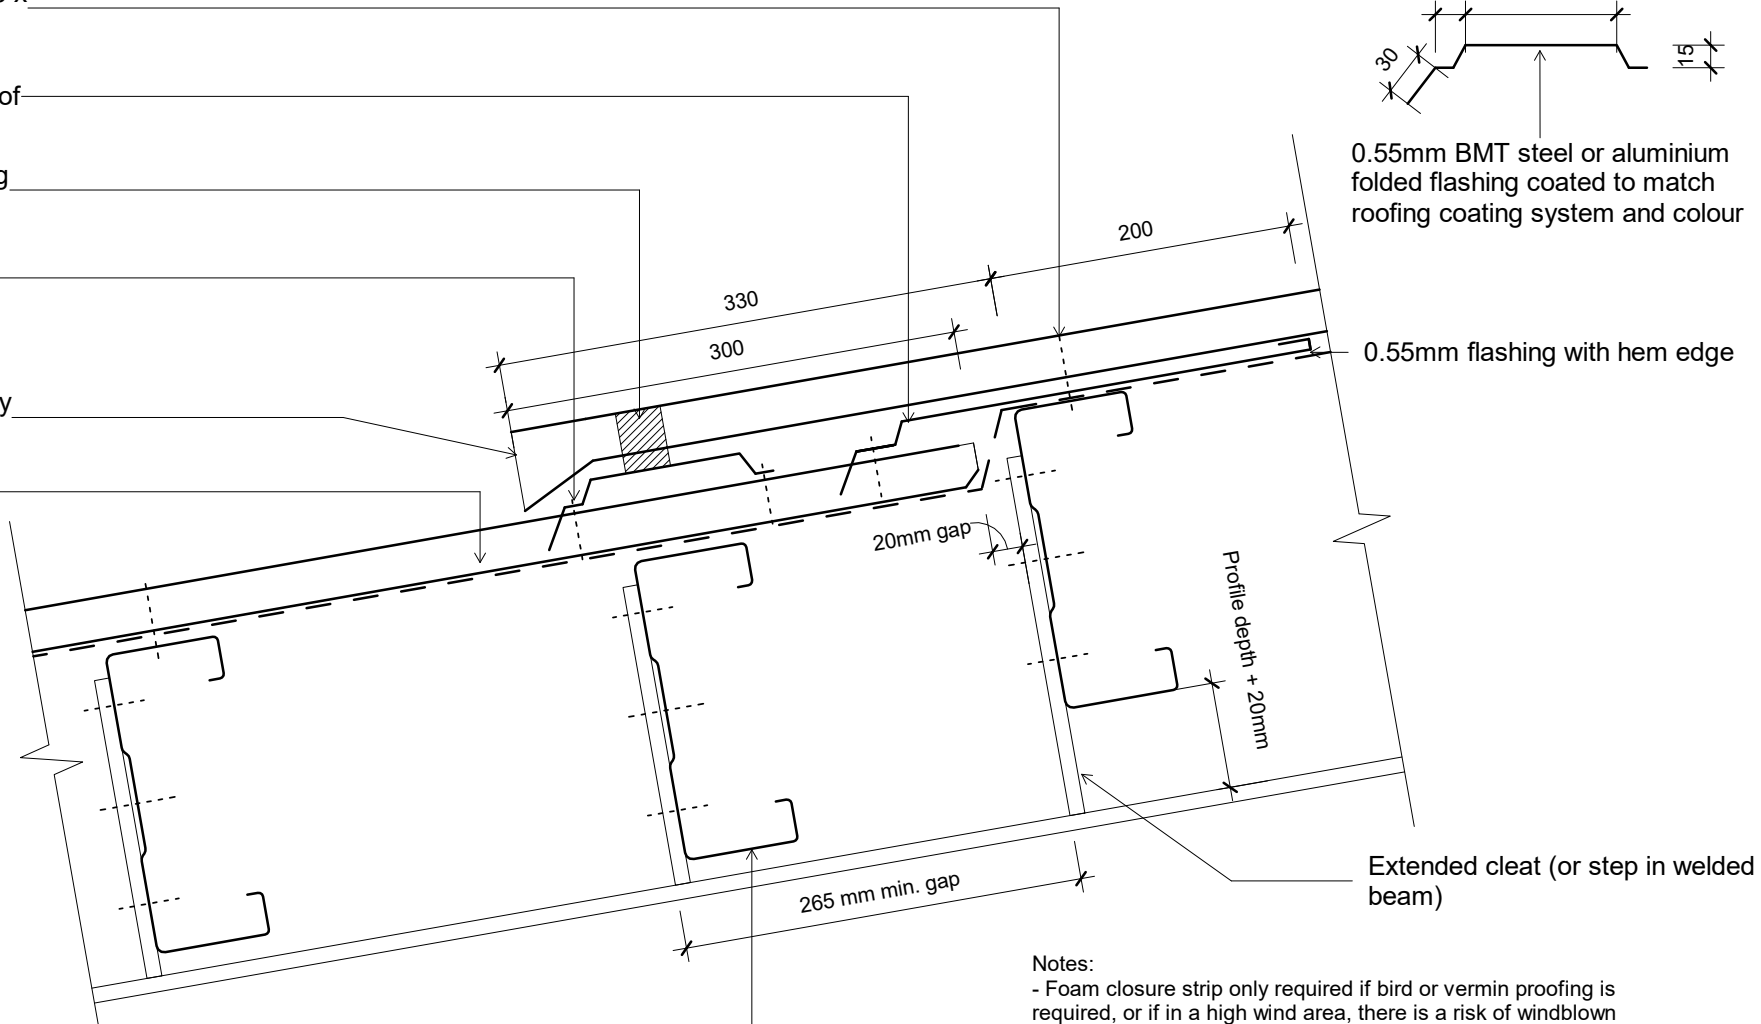 x
of
g
y
30
15
0.55mm BMT steel or aluminium
folded flashing coated to match
roofing coating system and colour
200
330
300
0.55mm flashing with hem edge
20mm gap
Profile depth + 20mm
265 mm min. gap
Extended cleat (or step in welded
beam)
Notes:
- Foam closure strip only required if bird or vermin proofing is
required, or if in a high wind area, there is a risk of windblown